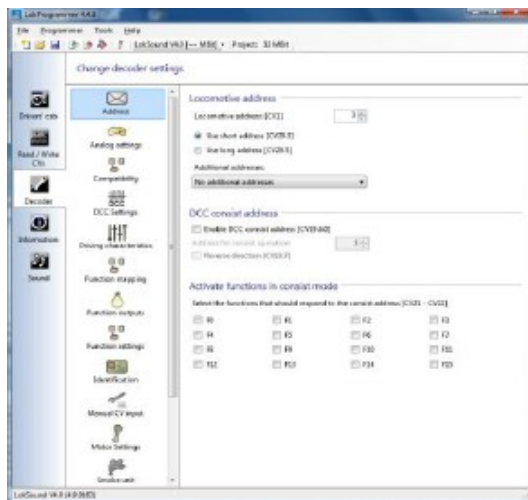 LokProgrammer 4.4.0
File Programmer Tools Help
LokSound V4.0 [--- MBit] Project: 32 MBit
Change decoder settings
Drivers' cab
Read / Write CVs
Decoder
Information
Sound
Address
Analog settings
Compatibility
DCC Settings
Driving characteristics
Function mapping
Function outputs
Function settings
Identification
Manual CV input
Motor Settings
Smoke unit
Locomotive address
Locomotive address [CV1] 3
Use short address [CV29.5]
Use long address [CV29.5]
Additional addresses:
No additional addresses
DCC consist address
Enable DCC consist address [CV19.6:0]
Address for consist operation: 1
Reverse direction [CV19.7]
Activate functions in consist mode
Select the functions that should respond to the consist address [CV21 - CV22]
F0 F1 F2 F3
F4 F5 F6 F7
F8 F9 F10 F11
F12 F13 F14 F15
LokSound V4.0